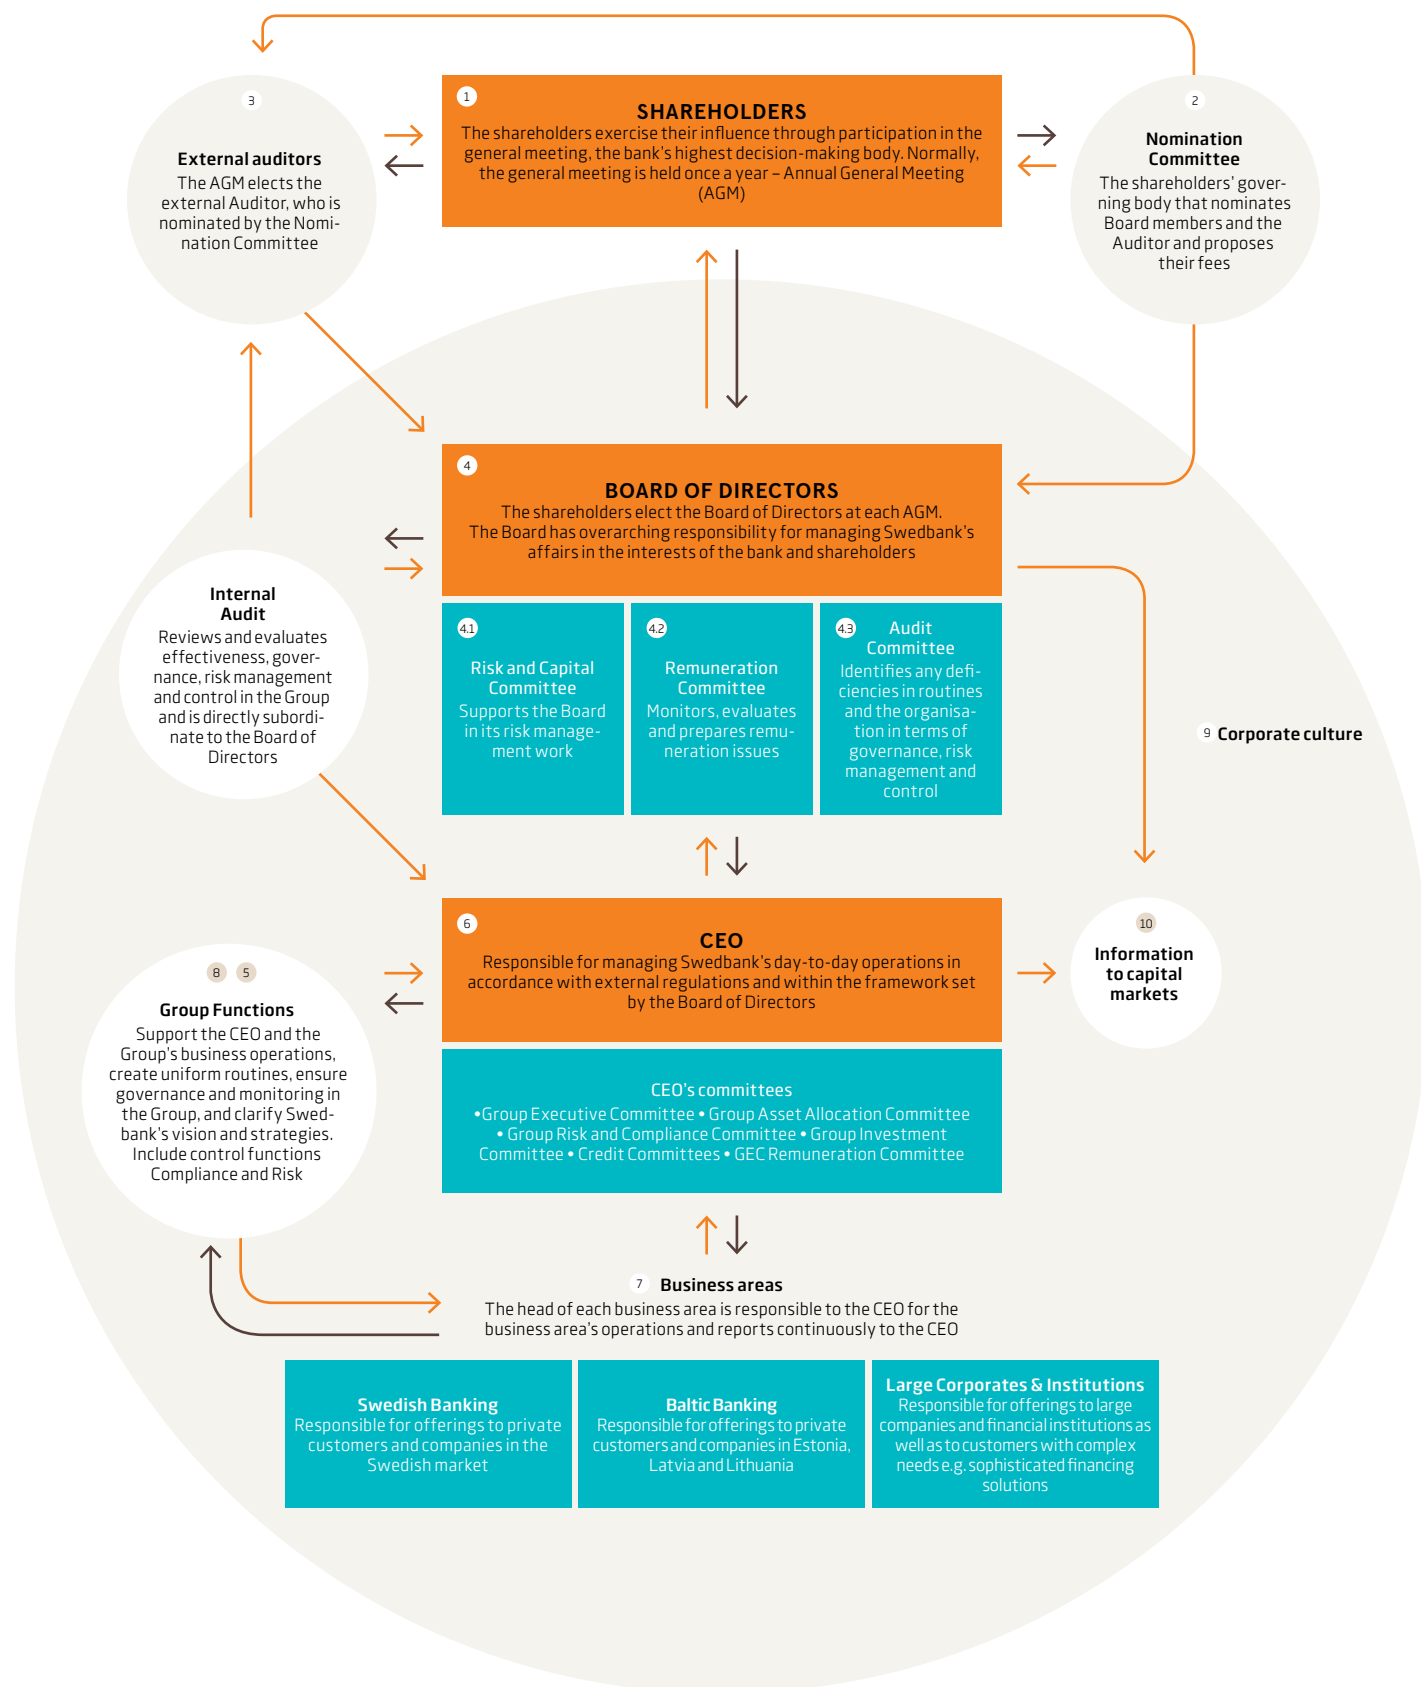 3
External auditors
The AGM elects the
external Auditor, who is
nominated by the Nomi-
nation Committee
1
SHAREHOLDERS
The shareholders exercise their influence through participation in the
general meeting, the bank's highest decision-making body. Normally,
the general meeting is held once a year – Annual General Meeting
(AGM)
2
Nomination
Committee
The shareholders' gover-
ning body that nominates
Board members and the
Auditor and proposes
their fees
4
BOARD OF DIRECTORS
The shareholders elect the Board of Directors at each AGM.
The Board has overarching responsibility for managing Swedbank's
affairs in the interests of the bank and shareholders
Internal
Audit
Reviews and evaluates
effectiveness, gover-
nance, risk management
and control in the Group
and is directly subordi-
nate to the Board of
Directors
4.1
Risk and Capital
Committee
Supports the Board
in its risk manage-
ment work
4.2
Remuneration
Committee
Monitors, evaluates
and prepares remu-
neration issues
4.3
Audit
Committee
Identifies any defi-
ciencies in routines
and the organisa-
tion in terms of
governance, risk
management and
control
9 Corporate culture
6
CEO
Responsible for managing Swedbank's day-to-day operations in
accordance with external regulations and within the framework set
by the Board of Directors
10
Information
to capital
markets
8 5
Group Functions
Support the CEO and the
Group's business operations,
create uniform routines, ensure
governance and monitoring in
the Group, and clarify Swed-
bank's vision and strategies.
Include control functions
Compliance and Risk
CEO's committees
•Group Executive Committee • Group Asset Allocation Committee
• Group Risk and Compliance Committee • Group Investment
Committee • Credit Committees • GEC Remuneration Committee
7 Business areas
The head of each business area is responsible to the CEO for the
business area's operations and reports continuously to the CEO
Swedish Banking
Responsible for offerings to private
customers and companies in the
Swedish market
Baltic Banking
Responsible for offerings to private
customers and companies in Estonia,
Latvia and Lithuania
Large Corporates & Institutions
Responsible for offerings to large
companies and financial institutions as
well as to customers with complex
needs e.g. sophisticated financing
solutions